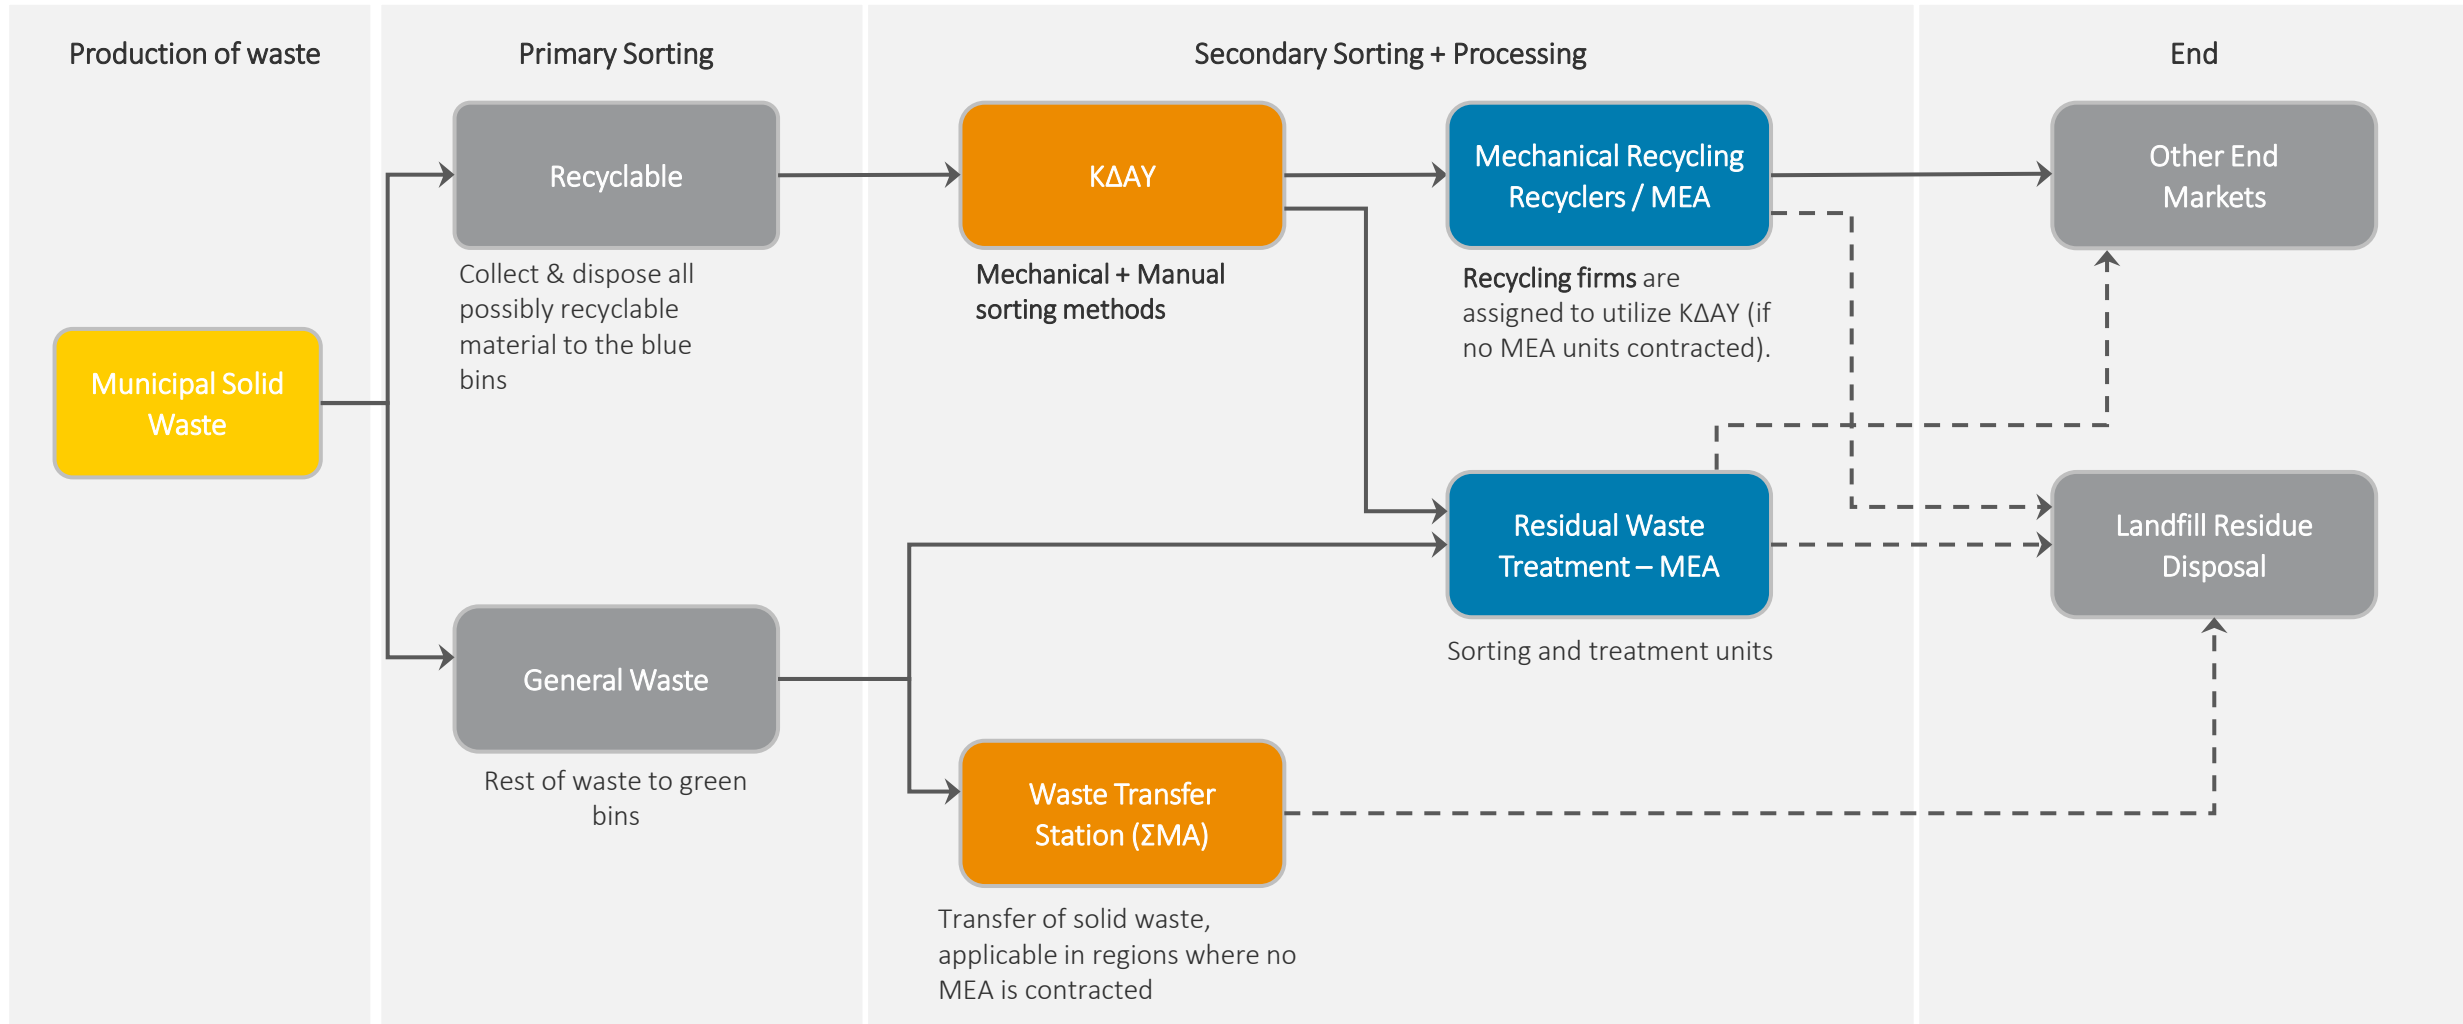 Production of waste
Primary Sorting
Secondary Sorting + Processing
End
Municipal Solid
Waste
Recyclable
Collect & dispose all
possibly recyclable
material to the blue
bins
General Waste
Rest of waste to green
bins
ΚΔΑΥ
Mechanical + Manual
sorting methods
Waste Transfer
Station (ΣΜΑ)
Transfer of solid waste,
applicable in regions where no
MEA is contracted
Mechanical Recycling
Recyclers / MEA
Recycling firms are
assigned to utilize ΚΔΑΥ (if
no MEA units contracted).
Residual Waste
Treatment – MEA
Sorting and treatment units
Other End
Markets
Landfill Residue
Disposal